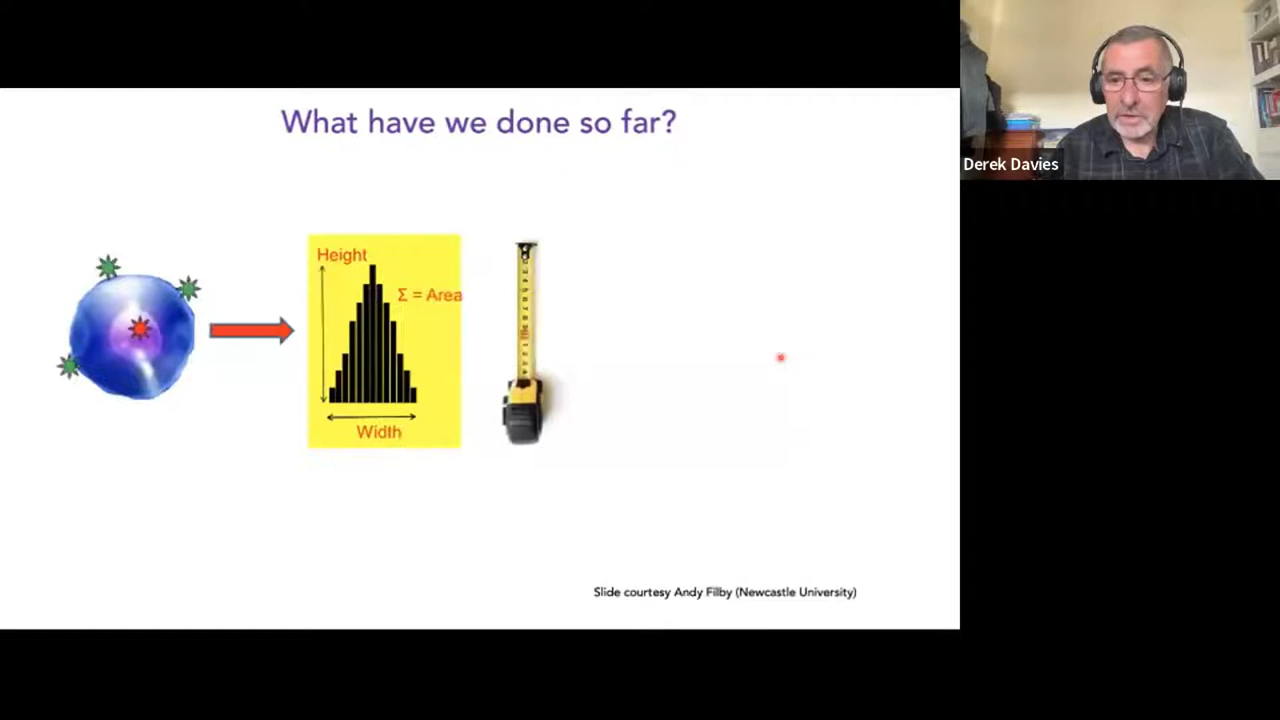 What have we done so far?
Derek Davies
Height
Σ = Area
Width
Slide courtesy Andy Filby (Newcastle University)